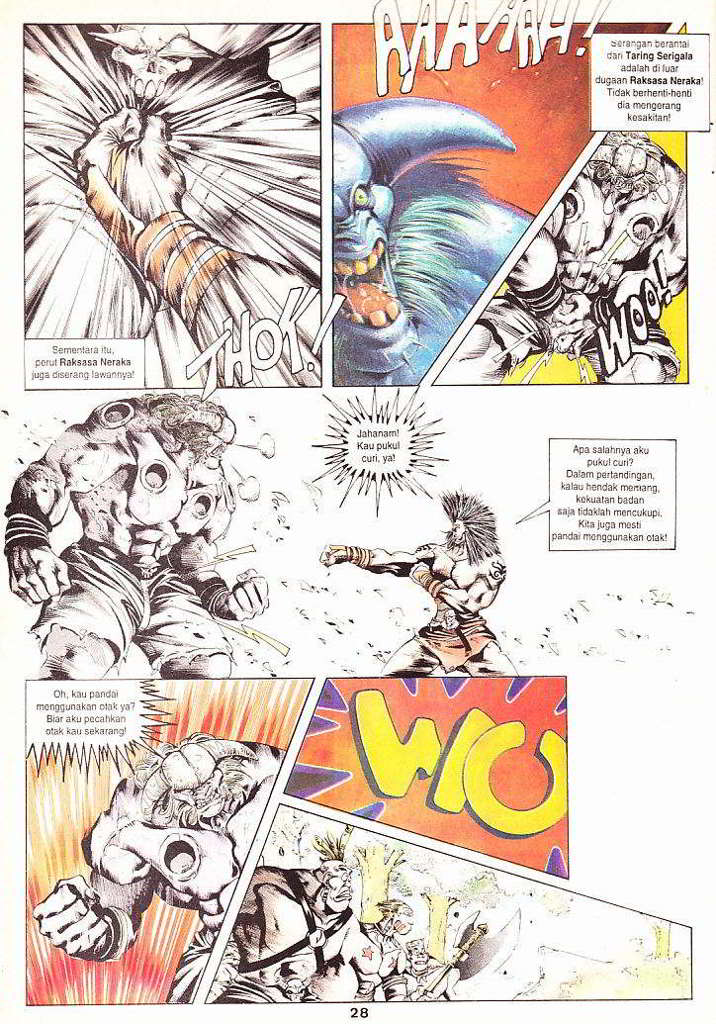 Sementara itu,
perut Raksasa Neraka
juga diserang lawannya!
THOK!
AAAAAH!
Serangan berantai
dari Taring Serigala
adalah di luar
dugaan Raksasa Neraka!
Tidak berhenti-henti
dia mengerang
kesakitan!
WOO!
Jahanam!
Kau pukul
curi, ya!
Apa salahnya aku
pukul curi?
Dalam pertandingan,
kalau hendak menang,
kekuatan badan
saja tidaklah mencukupi.
Kita juga mesti
pandai menggunakan otak!
Oh, kau pandai
menggunakan otak ya?
Biar aku pecahkan
otak kau sekarang!
WO
28